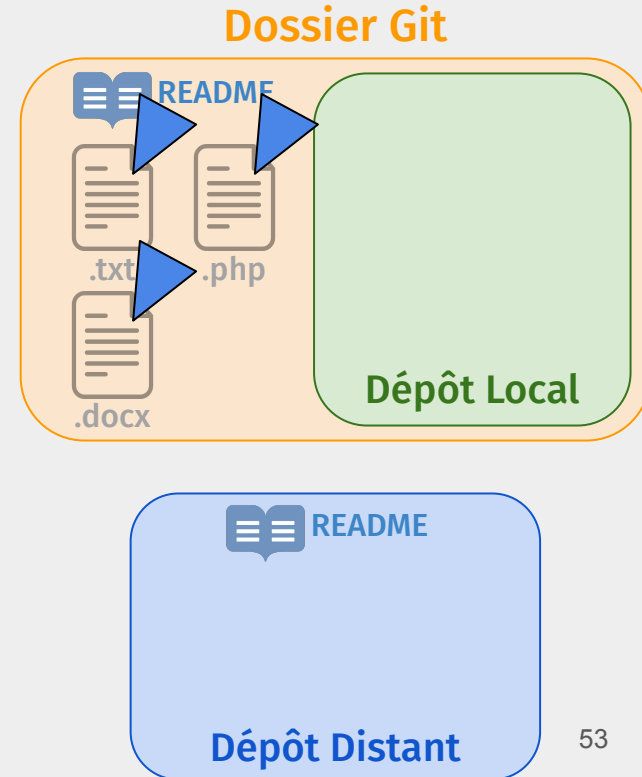 Dossier Git
README
.txt
.php
.docx
Dépôt Local
README
Dépôt Distant
53